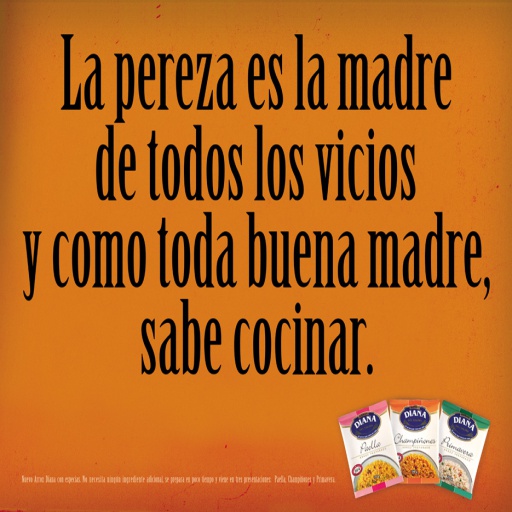 La pereza es la madre
de todos los vicios
y como toda buena madre,
sabe cocinar.
DIANA
Paella
DIANA
Champiñones
DIANA
Primavera
Nuevo Arroz Diana con especias. No necesita ningún ingrediente adicional, se prepara en poco tiempo y viene en tres presentaciones: Paella, Champiñones y Primavera.